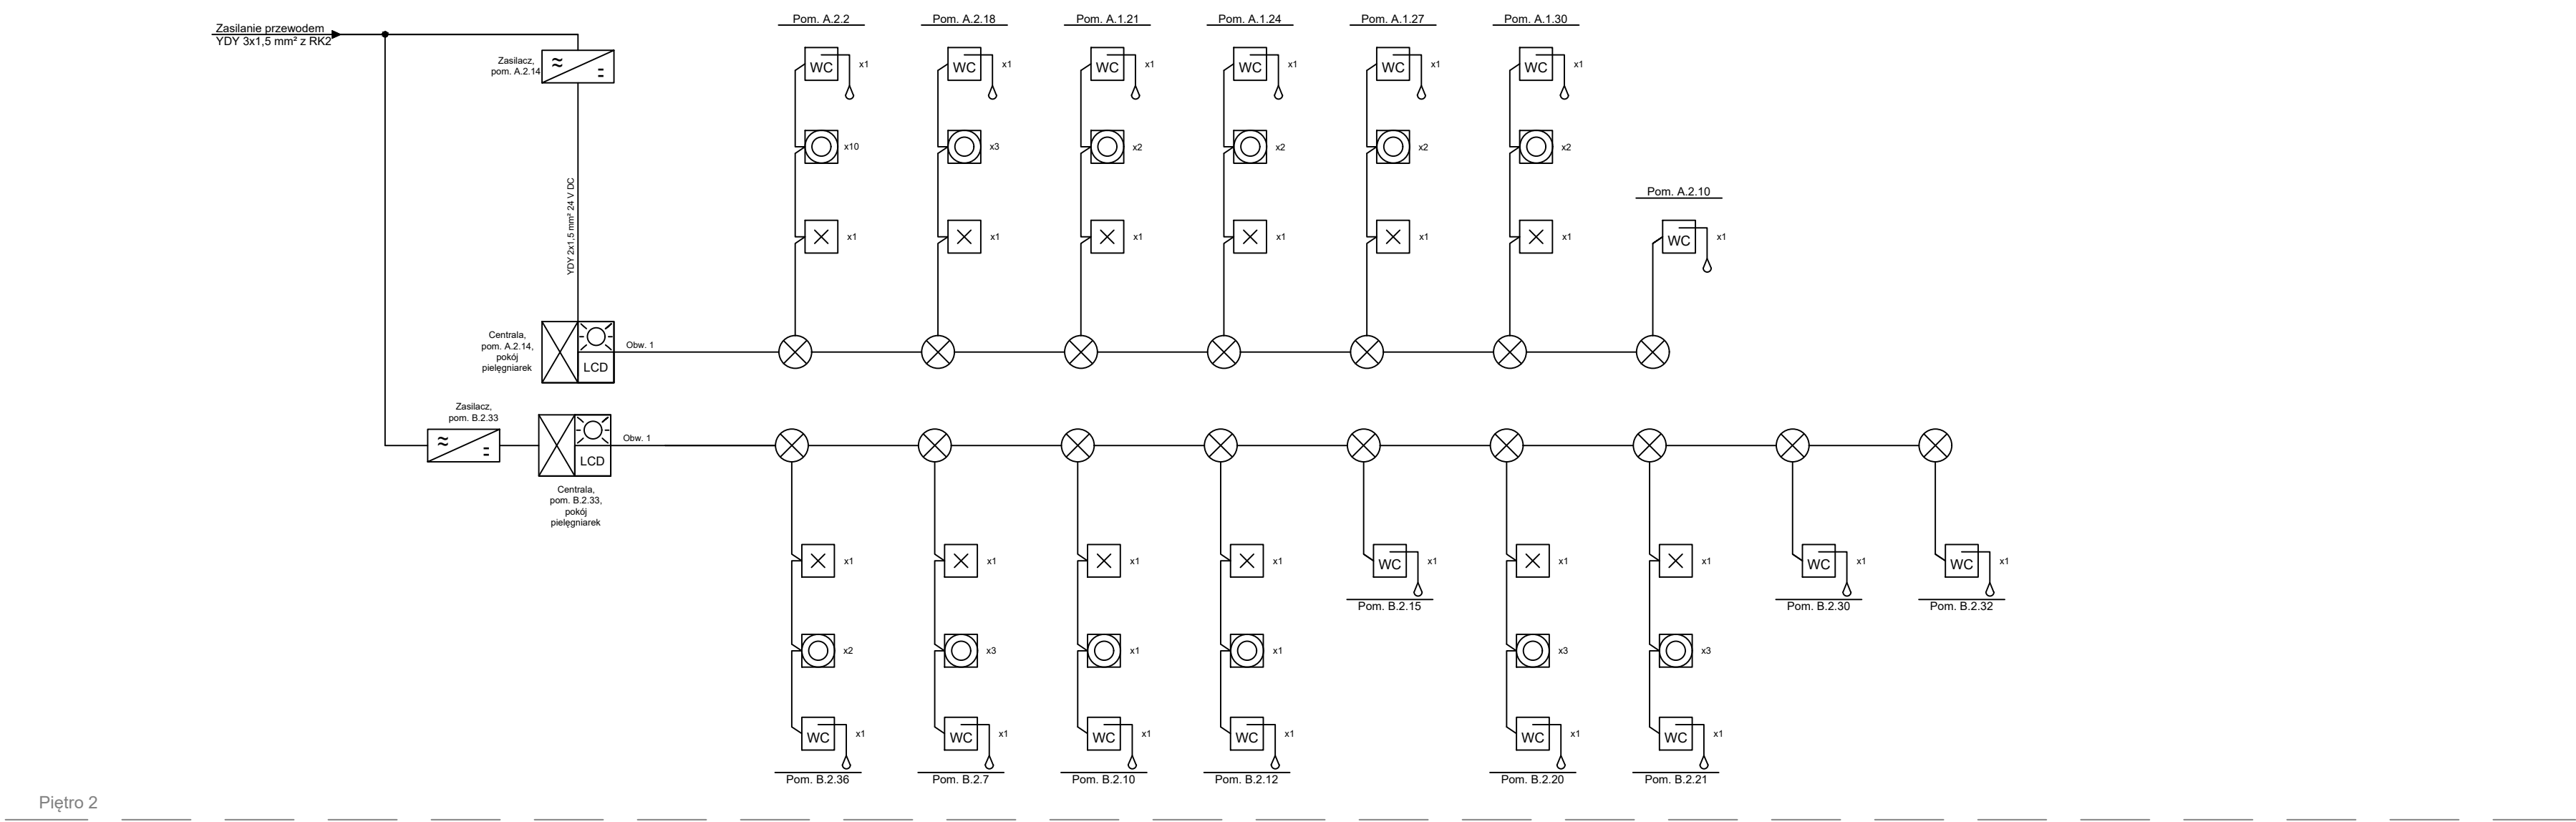 Pom. A.2.2
Pom. A.2.18
Pom. A.1.21
Pom. A.1.24
Pom. A.1.27
Pom. A.1.30
Zasilanie przewodem
YDY 3x1,5 mm² z RK2
Zasilacz,
pom. A.2.14
≈
=
WC x1
WC x1
WC x1
WC x1
WC x1
WC x1
x10
x3
x2
x2
x2
x2
YDY 2x1,5 mm² 24 V DC
Pom. A.2.10
x1
x1
x1
x1
x1
x1
WC x1
Centrala,
pom. A.2.14,
pokój
pielęgniarek
LCD
Obw. 1
Zasilacz,
pom. B.2.33
≈
=
LCD
Obw. 1
Centrala,
pom. B.2.33,
pokój
pielęgniarek
x1
x1
x1
x1
WC x1
x1
x1
WC x1
WC x1
Pom. B.2.15
Pom. B.2.30
Pom. B.2.32
x2
x3
x1
x1
x3
x3
WC x1
WC x1
WC x1
WC x1
WC x1
WC x1
Pom. B.2.36
Pom. B.2.7
Pom. B.2.10
Pom. B.2.12
Pom. B.2.20
Pom. B.2.21
Piętro 2